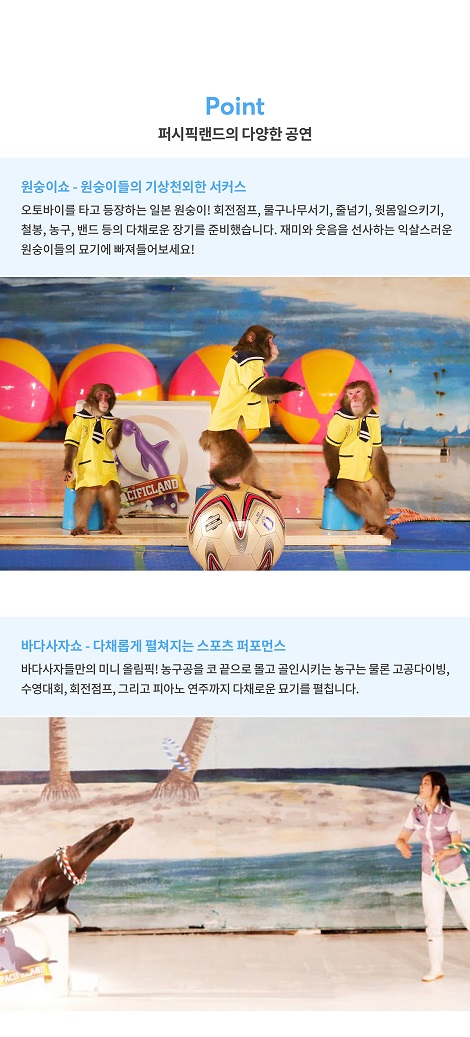 Point
퍼시픽랜드의 다양한 공연
원숭이쇼 - 원숭이들의 기상천외한 서커스
오토바이를 타고 등장하는 일본 원숭이! 회전점프, 물구나무서기, 줄넘기, 윗몸일으키기,
철봉, 농구, 밴드 등의 다채로운 장기를 준비했습니다. 재미와 웃음을 선사하는 익살스러운
원숭이들의 묘기에 빠져들어보세요!
CIFICLAND
바다사자쇼 - 다채롭게 펼쳐지는 스포츠 퍼포먼스
바다사자들만의 미니 올림픽! 농구공을 코 끝으로 몰고 골인시키는 농구는 물론 고공다이빙,
수영대회, 회전점프, 그리고 피아노 연주까지 다채로운 묘기를 펼칩니다.
PACIFICLAND